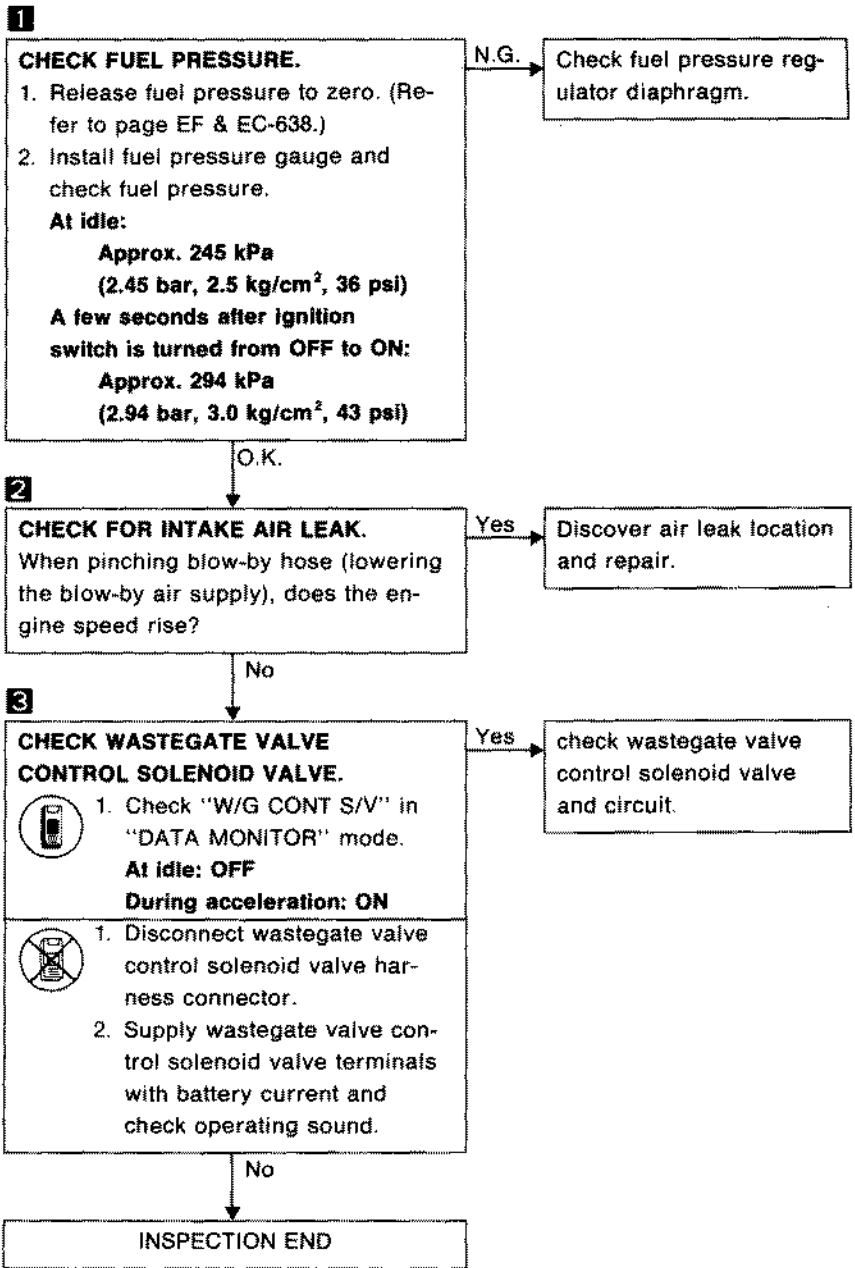 1
CHECK FUEL PRESSURE.
1. Release fuel pressure to zero. (Re-
fer to page EF & EC-638.)
2. Install fuel pressure gauge and
check fuel pressure.
At idle:
Approx. 245 kPa
(2.45 bar, 2.5 kg/cm², 36 psi)
A few seconds after ignition
switch is turned from OFF to ON:
Approx. 294 kPa
(2.94 bar, 3.0 kg/cm², 43 psi)
N.G.
Check fuel pressure reg-
ulator diaphragm.
O.K.
2
CHECK FOR INTAKE AIR LEAK.
When pinching blow-by hose (lowering
the blow-by air supply), does the en-
gine speed rise?
Yes
Discover air leak location
and repair.
No
3
CHECK WASTEGATE VALVE
CONTROL SOLENOID VALVE.
1. Check "W/G CONT S/V" in
"DATA MONITOR" mode.
At idle: OFF
During acceleration: ON
1. Disconnect wastegate valve
control solenoid valve har-
ness connector.
2. Supply wastegate valve con-
trol solenoid valve terminals
with battery current and
check operating sound.
Yes
check wastegate valve
control solenoid valve
and circuit.
No
INSPECTION END